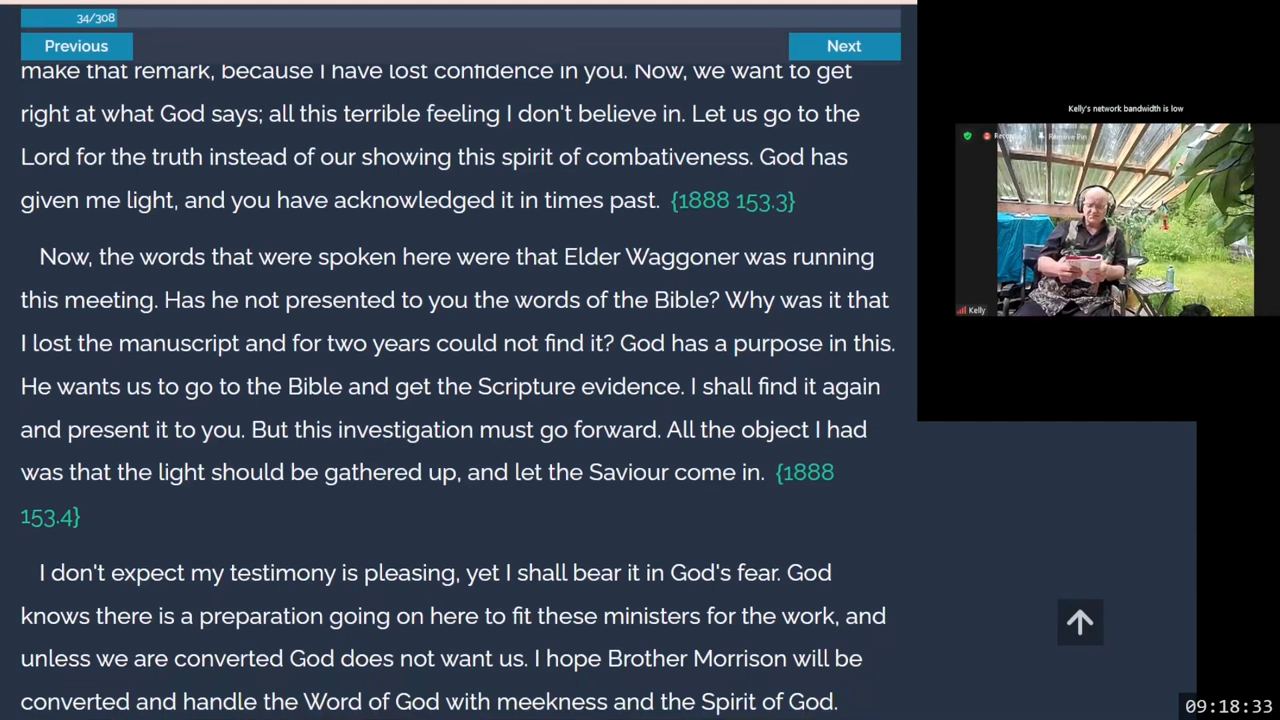 34/308
Previous
Next
make that remark, because I have lost confidence in you. Now, we want to get
right at what God says; all this terrible feeling I don't believe in. Let us go to the
Lord for the truth instead of our showing this spirit of combativeness. God has
given me light, and you have acknowledged it in times past. {1888 153.3}
Now, the words that were spoken here were that Elder Waggoner was running
this meeting. Has he not presented to you the words of the Bible? Why was it that
I lost the manuscript and for two years could not find it? God has a purpose in this.
He wants us to go to the Bible and get the Scripture evidence. I shall find it again
and present it to you. But this investigation must go forward. All the object I had
was that the light should be gathered up, and let the Saviour come in. {1888
153.4}
I don't expect my testimony is pleasing, yet I shall bear it in God's fear. God
knows there is a preparation going on here to fit these ministers for the work, and
unless we are converted God does not want us. I hope Brother Morrison will be
converted and handle the Word of God with meekness and the Spirit of God.
Kelly's network bandwidth is low
Recording
Remove Pin
Kelly
09:18:33